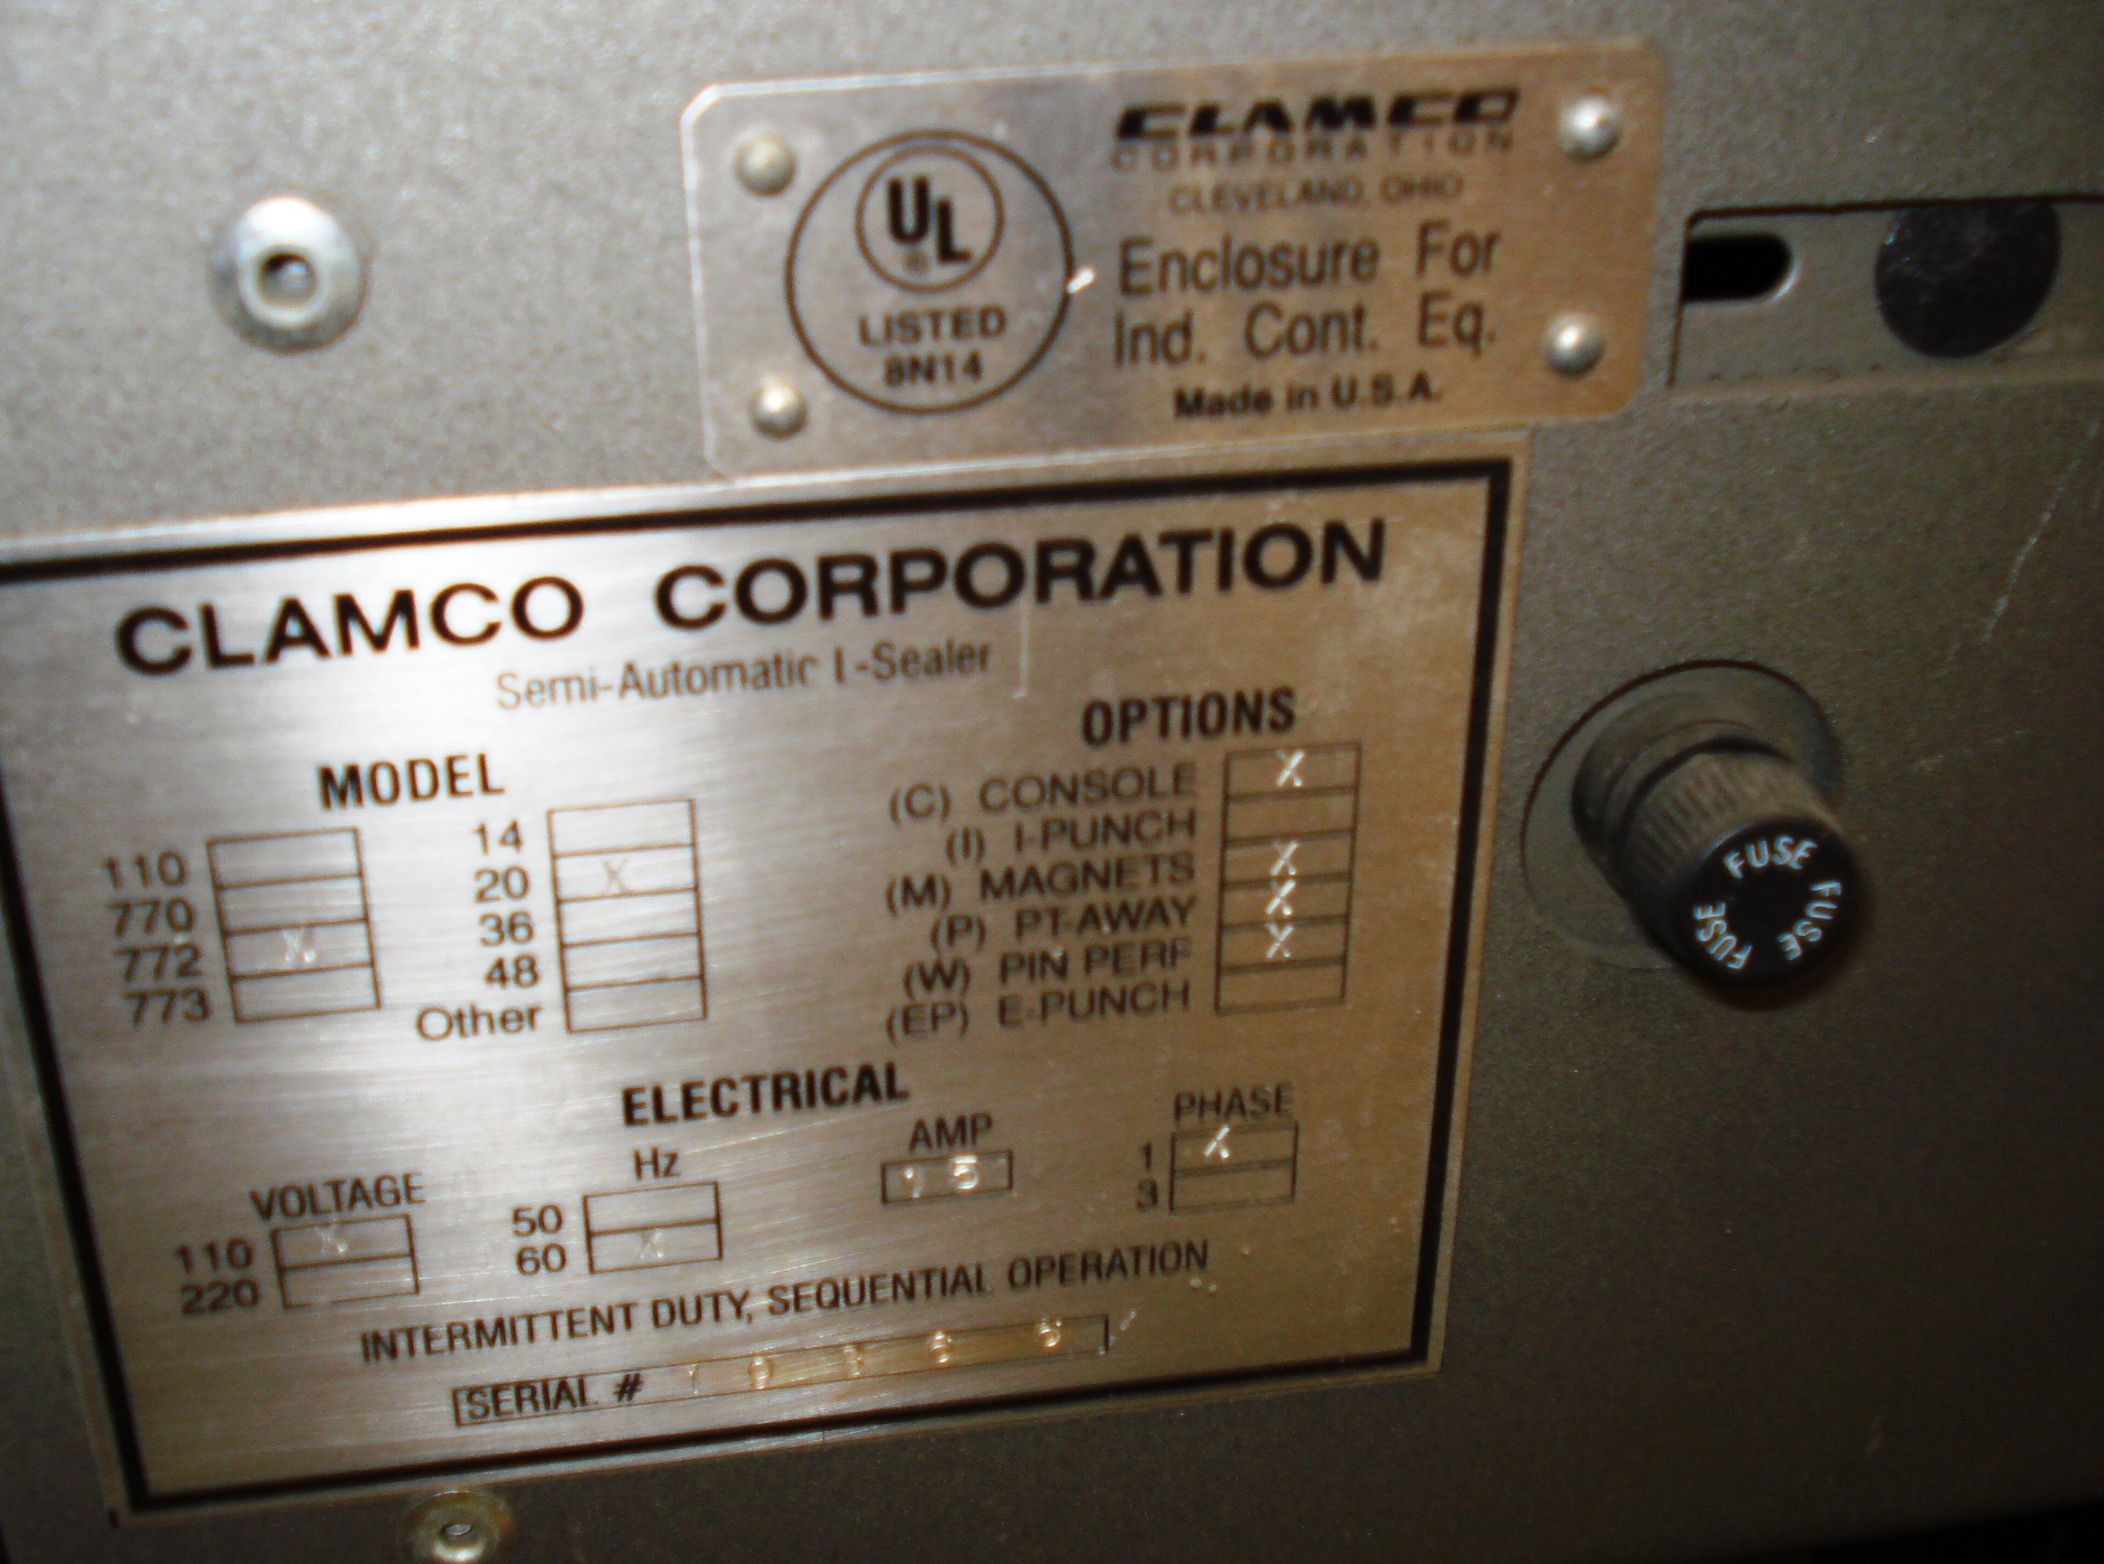 CLAMCO
CORPORATION
CLEVELAND, OHIO
Enclosure For
Ind. Cont. Eq.
Made in U.S.A.
UL
®
LISTED
8N14
CLAMCO CORPORATION
Semi-Automatic L-Sealer
MODEL
110
770
772 X
773
14
20 X
36
48
Other
OPTIONS
(C) CONSOLE X
(I) I-PUNCH
(M) MAGNETS X
(P) PT-AWAY X
(W) PIN PERF X
(EP) E-PUNCH
ELECTRICAL
VOLTAGE
110 X
220
Hz
50
60 X
AMP
15
PHASE
1 X
3
INTERMITTENT DUTY, SEQUENTIAL OPERATION
SERIAL #
FUSE FUSE FUSE FUSE FUSE